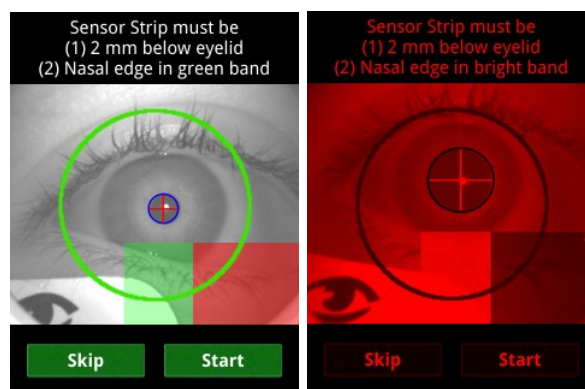 Sensor Strip must be
(1) 2 mm below eyelid
(2) Nasal edge in green band
Skip
Start
Sensor Strip must be
(1) 2 mm below eyelid
(2) Nasal edge in bright band
Skip
Start